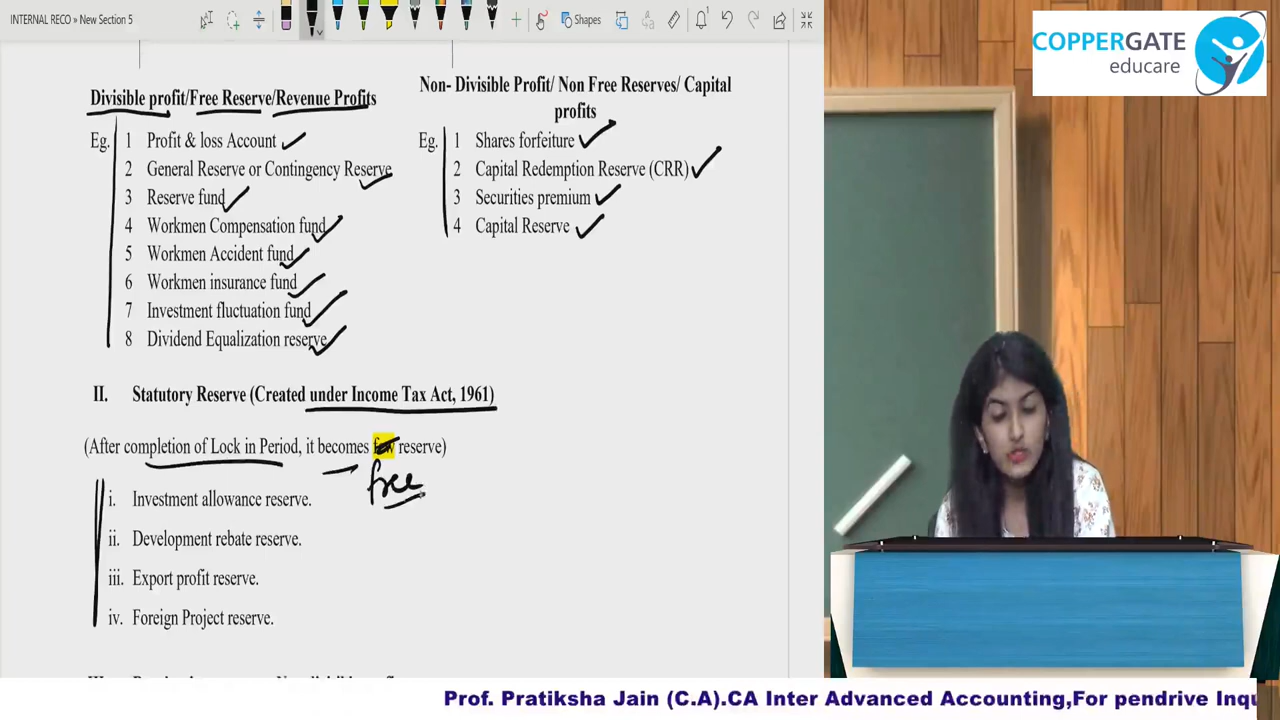 INTERNAL RECO » New Section 5
Shapes
COPPERGATE
educare
Divisible profit/Free Reserve/Revenue Profits
Eg. 1 Profit & loss Account
2 General Reserve or Contingency Reserve
3 Reserve fund
4 Workmen Compensation fund
5 Workmen Accident fund
6 Workmen insurance fund
7 Investment fluctuation fund
8 Dividend Equalization reserve
Non- Divisible Profit/ Non Free Reserves/ Capital
profits
Eg. 1 Shares forfeiture
2 Capital Redemption Reserve (CRR)
3 Securities premium
4 Capital Reserve
II. Statutory Reserve (Created under Income Tax Act, 1961)
(After completion of Lock in Period, it becomes reserve)
free
i. Investment allowance reserve.
ii. Development rebate reserve.
iii. Export profit reserve.
iv. Foreign Project reserve.
Prof. Pratiksha Jain (C.A).CA Inter Advanced Accounting,For pendrive Inqu